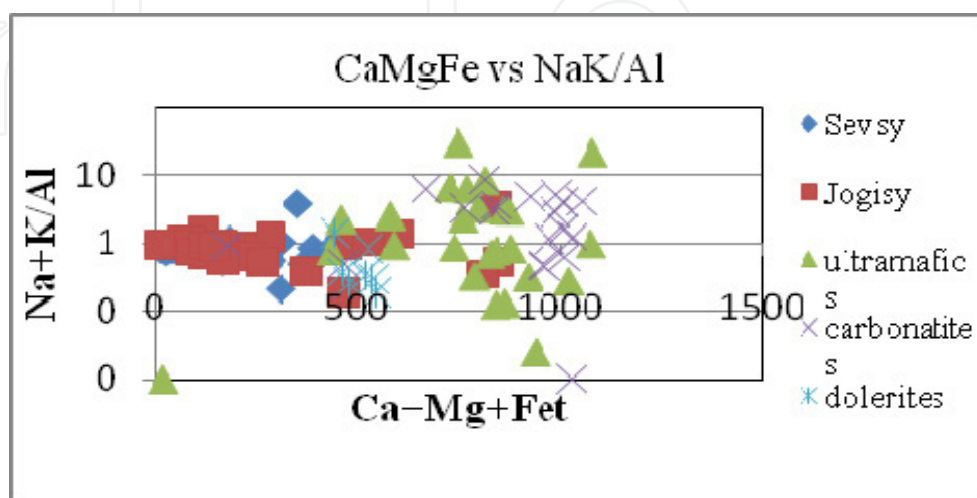 CaMgFe vs NaK/Al
Na+K/Al
10
1
0
0
0
500
1000
1500
Ca−Mg+Fet
Sevsy
Jogisy
ultramafic
s
carbonatite
s
dolerites